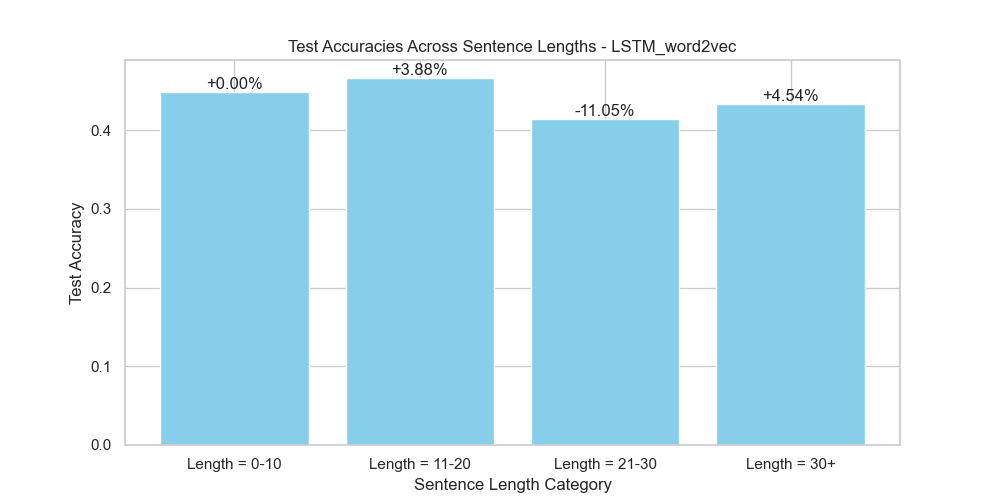 Test Accuracies Across Sentence Lengths - LSTM_word2vec
+0.00%
+3.88%
-11.05%
+4.54%
Test Accuracy
0.4
0.3
0.2
0.1
0.0
Length = 0-10
Length = 11-20
Length = 21-30
Length = 30+
Sentence Length Category